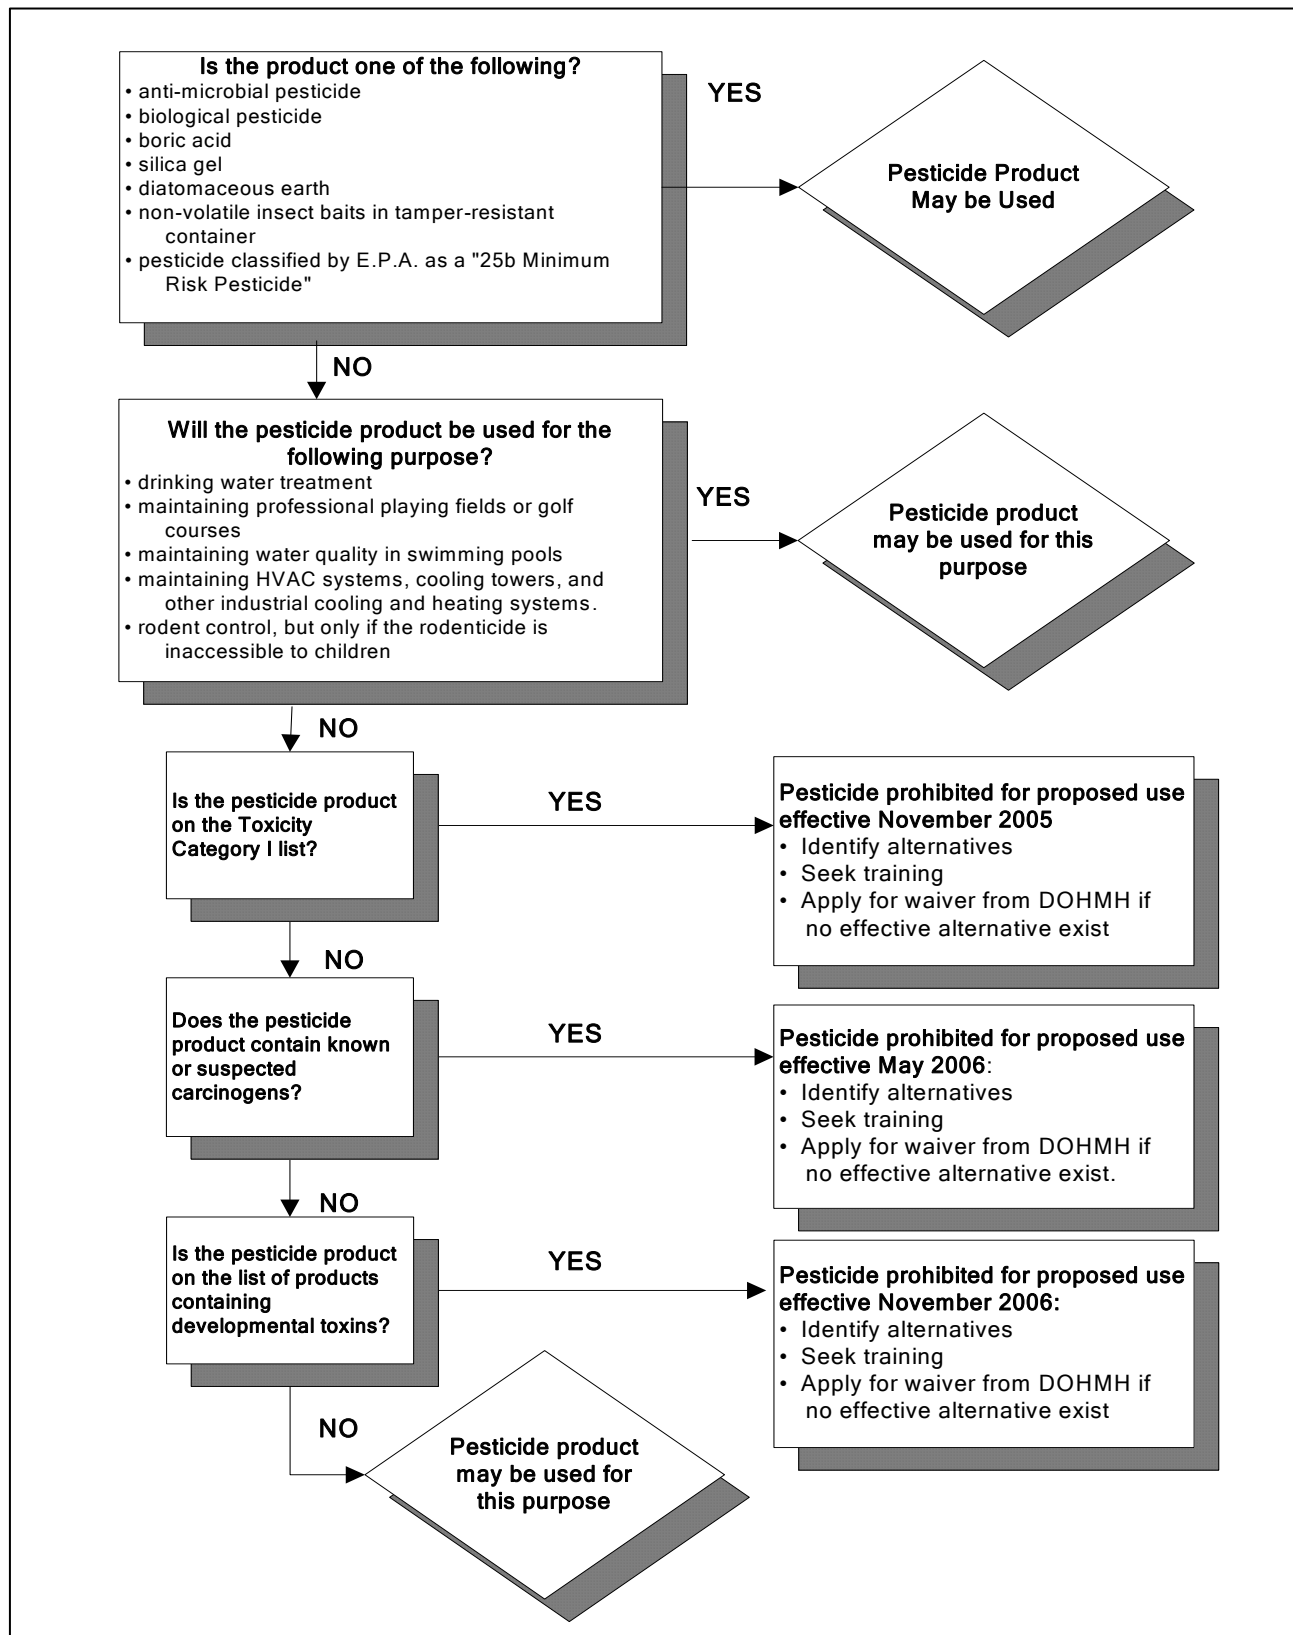 Is the product one of the following?
• anti-microbial pesticide
• biological pesticide
• boric acid
• silica gel
• diatomaceous earth
• non-volatile insect baits in tamper-resistant
container
• pesticide classified by E.P.A. as a "25b Minimum
Risk Pesticide"
YES
Pesticide Product
May be Used
NO
Will the pesticide product be used for the
following purpose?
• drinking water treatment
• maintaining professional playing fields or golf
courses
• maintaining water quality in swimming pools
• maintaining HVAC systems, cooling towers, and
other industrial cooling and heating systems.
• rodent control, but only if the rodenticide is
inaccessible to children
YES
Pesticide product
may be used for this
purpose
NO
Is the pesticide product
on the Toxicity
Category I list?
YES
Pesticide prohibited for proposed use
effective November 2005
• Identify alternatives
• Seek training
• Apply for waiver from DOHMH if
no effective alternative exist
NO
Does the pesticide
product contain known
or suspected
carcinogens?
YES
Pesticide prohibited for proposed use
effective May 2006:
• Identify alternatives
• Seek training
• Apply for waiver from DOHMH if
no effective alternative exist.
NO
Is the pesticide product
on the list of products
containing
developmental toxins?
YES
Pesticide prohibited for proposed use
effective November 2006:
• Identify alternatives
• Seek training
• Apply for waiver from DOHMH if
no effective alternative exist
NO
Pesticide product
may be used for
this purpose